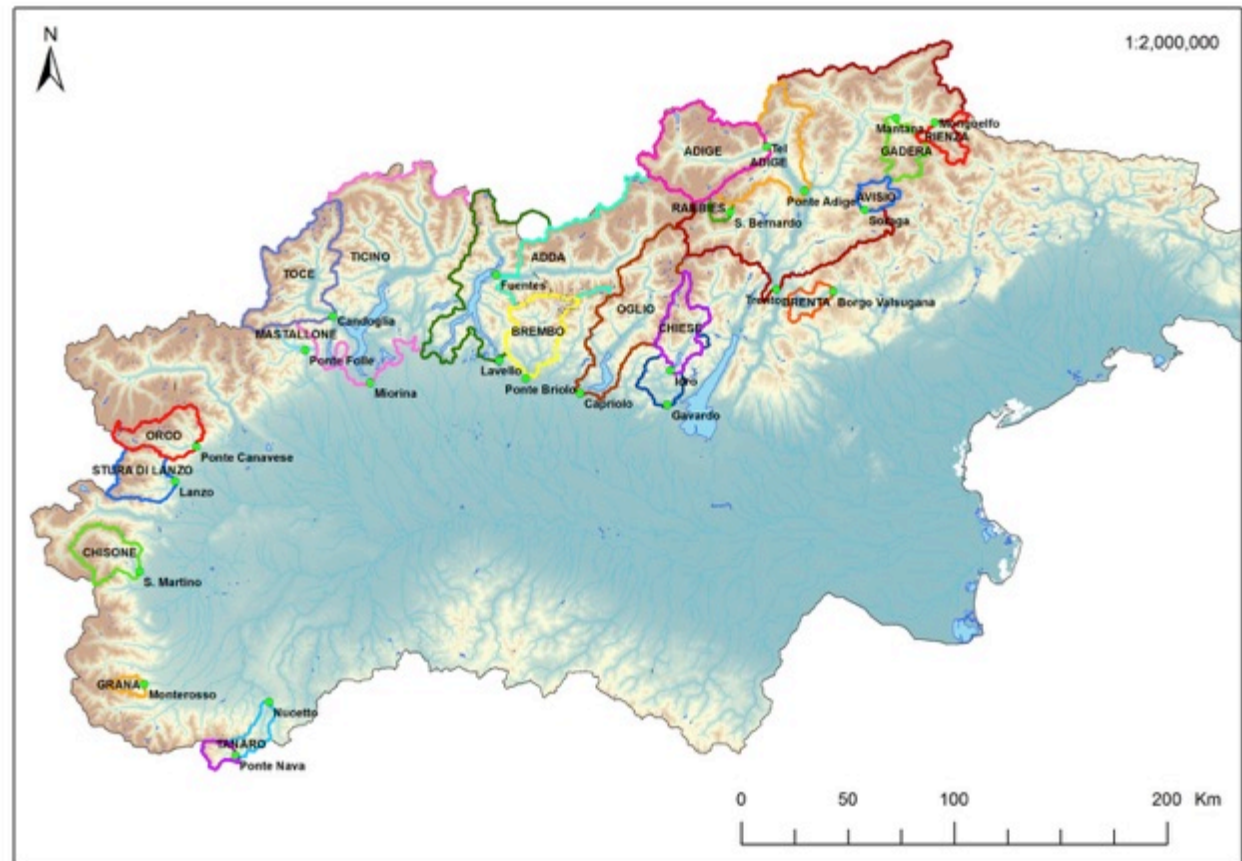 N
1:2,000,000
Mantana
Monguelfo
RIENZA
GADERA
ADIGE
Tel
ADIGE
AVISIO
Ponte Adige
Soraga
RABBIES
S. Bernardo
TICINO
TOCE
ADDA
Fuentes
OGLIO
Trento
BRENTA
Borgo Valsugana
MASTALLONE
Candoglia
BREMBO
CHIESE
Ponte Folle
Lavello
Idro
Miorina
Ponte Briolo
Capriolo
Gavardo
ORCO
Ponte Canavese
STURA DI LANZO
Lanzo
CHISONE
S. Martino
GRANA
Monterosso
Nucetto
TANARO
Ponte Nava
0 50 100 200 Km